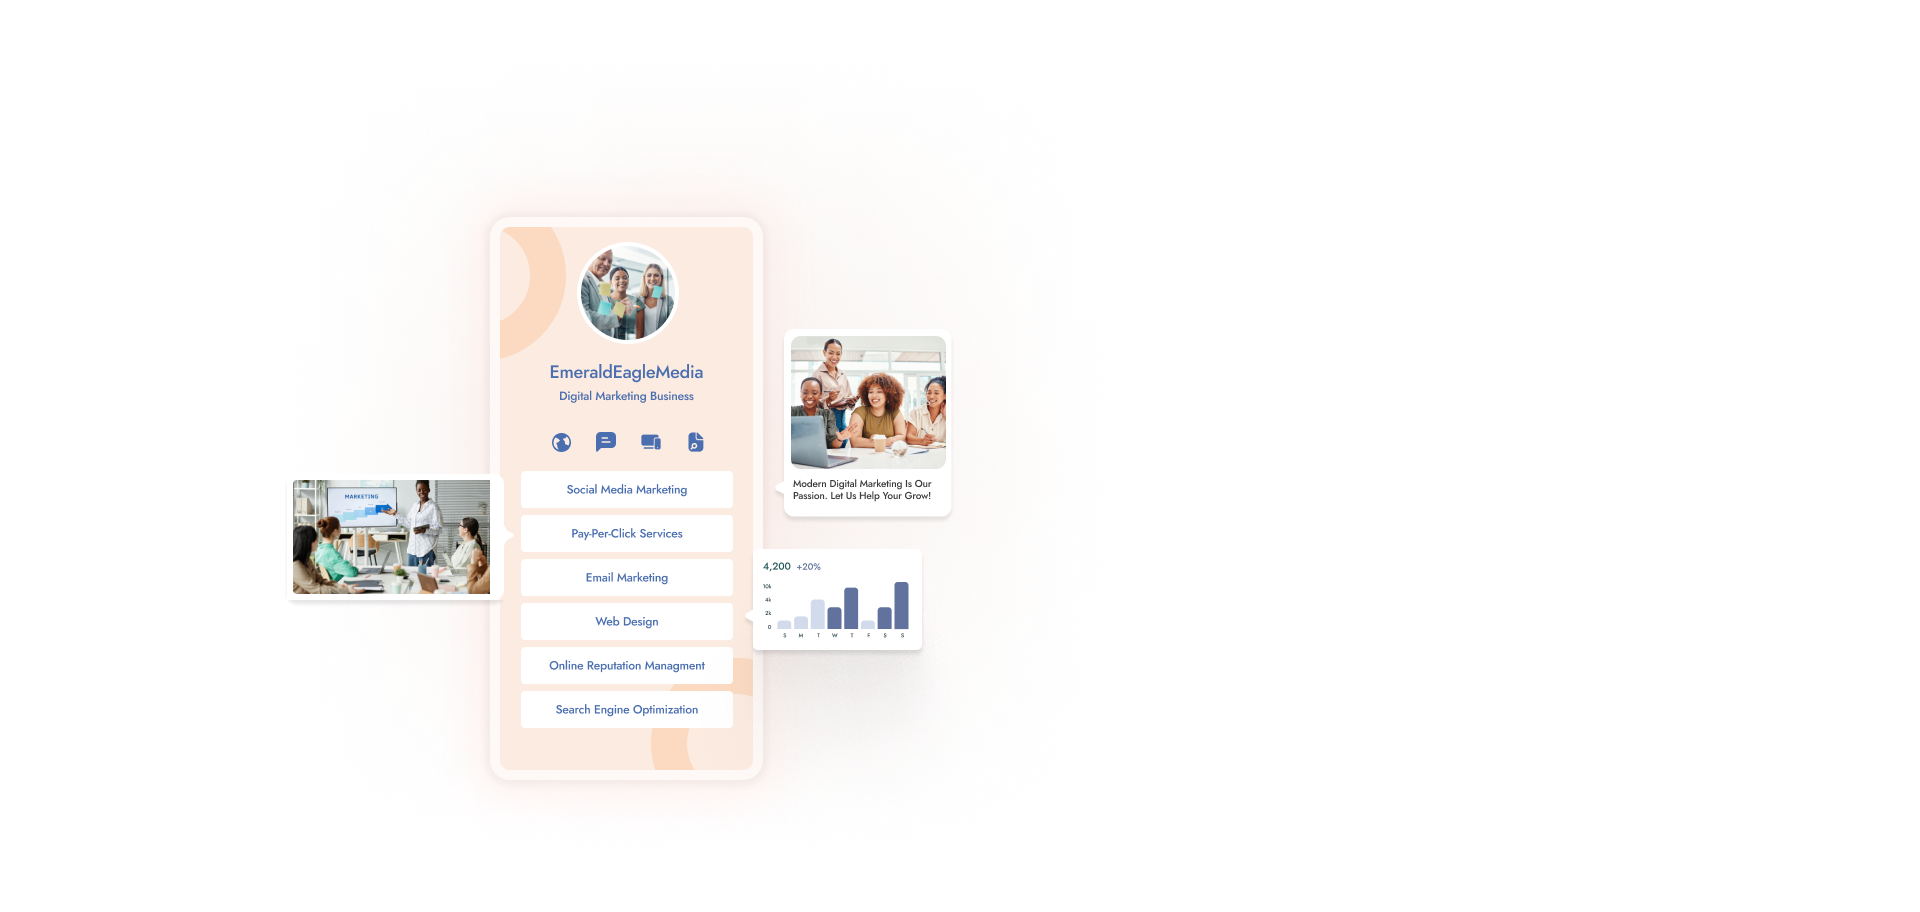 EmeraldEagleMedia
Digital Marketing Business
Social Media Marketing
Pay-Per-Click Services
Email Marketing
Web Design
Online Reputation Managment
Search Engine Optimization
MARKETING
Modern Digital Marketing Is Our
Passion. Let Us Help Your Grow!
4,200 +20%
10k
4k
2k
0
S M T W T F S S